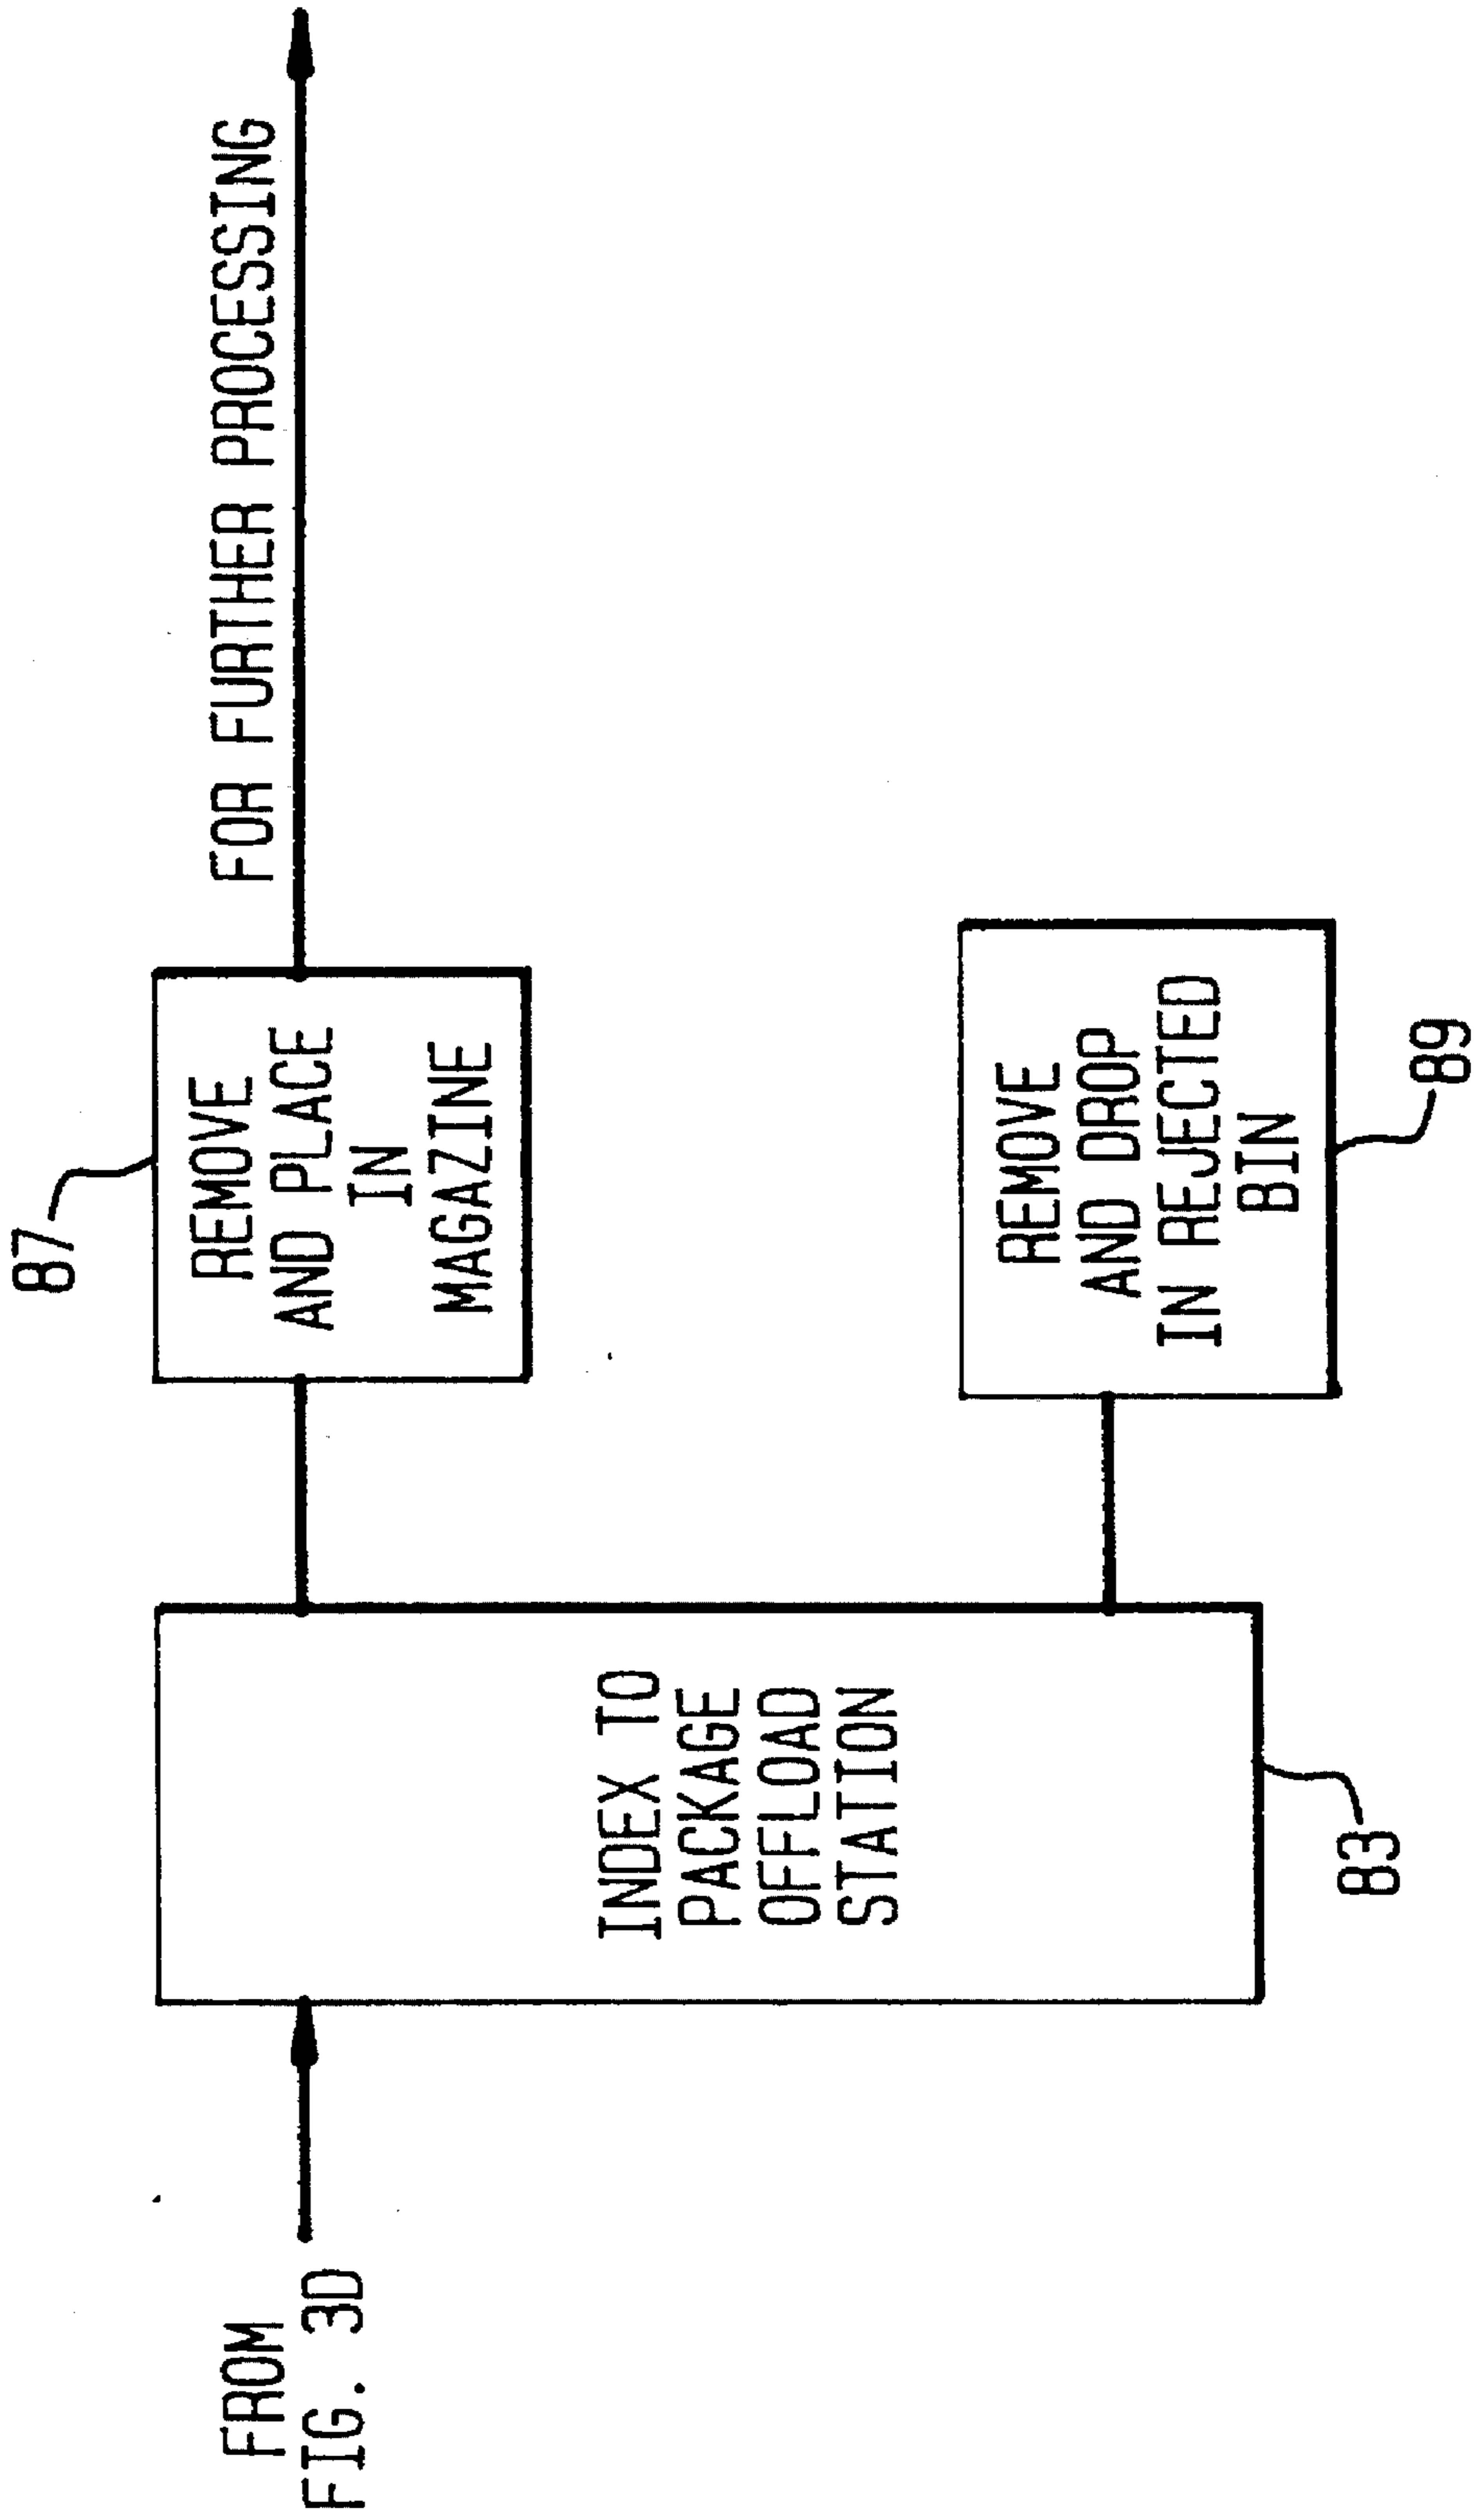 FROM
FIG. 3D
INDEX TO
PACKAGE
OFFLOAD
STATION
83
87
REMOVE
AND PLACE
IN
MAGAZINE
FOR FURTHER PROCESSING
REMOVE
AND DROP
IN REJECTED
BIN
89